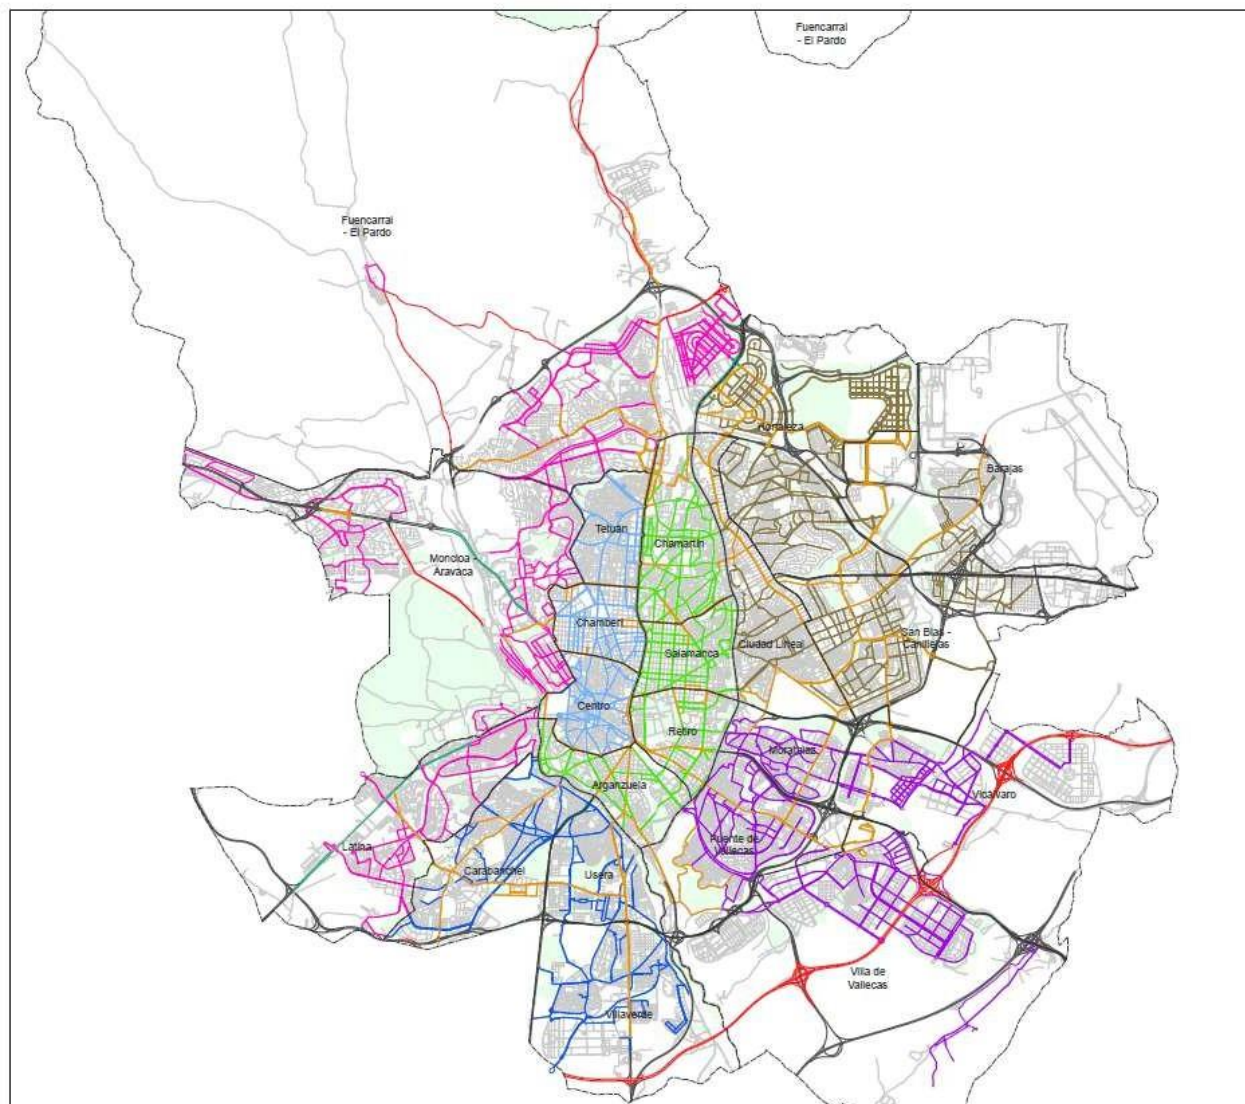 Fuencarral
- El Pardo
Fuencarral
- El Pardo
Hortaleza
Barajas
Tetuán
Chamartín
Moncloa -
Aravaca
Chamberí
Ciudad Lineal
San Blas -
Canillejas
Salamanca
Centro
Retiro
Moratalaz
Arganzuela
Vicálvaro
Latina
Puente de
Vallecas
Carabanchel
Usera
Villa de
Vallecas
Villaverde